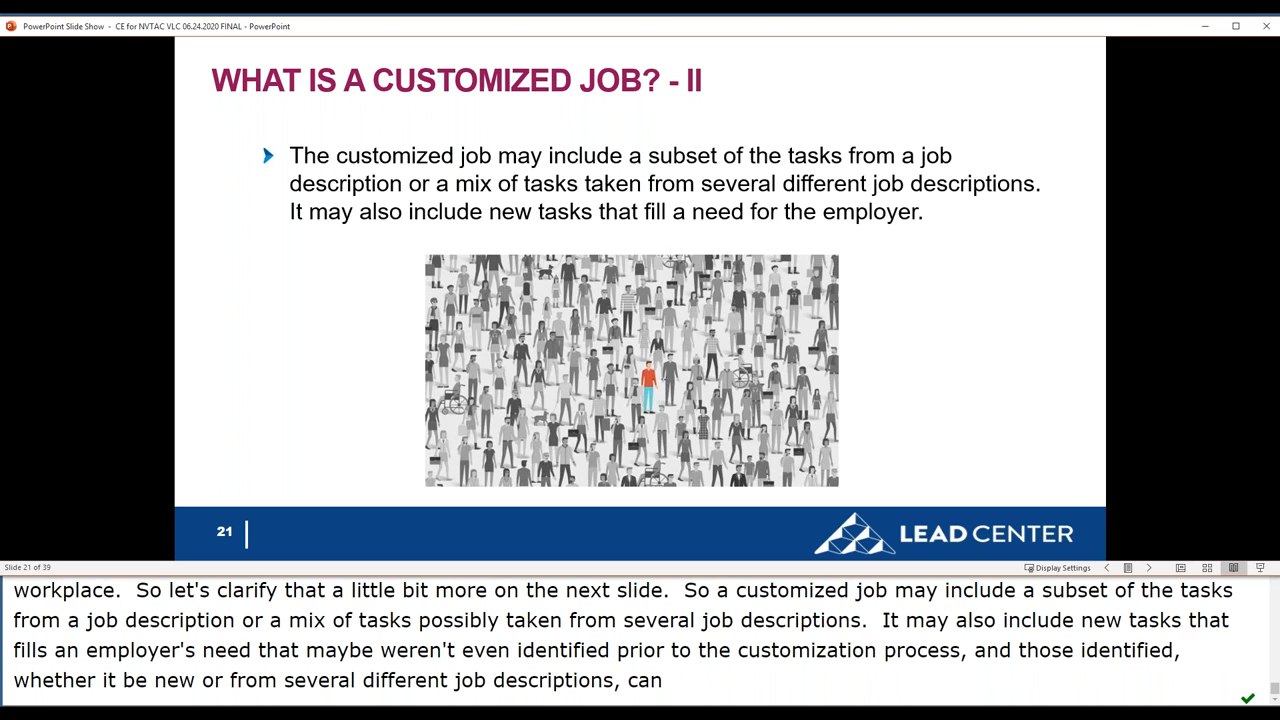 PowerPoint Slide Show - CE for NVTAC VLC 06.24.2020 FINAL - PowerPoint
WHAT IS A CUSTOMIZED JOB? - II
The customized job may include a subset of the tasks from a job
description or a mix of tasks taken from several different job descriptions.
It may also include new tasks that fill a need for the employer.
21
LEAD CENTER
Slide 21 of 39
Display Settings
workplace.  So let's clarify that a little bit more on the next slide.  So a customized job may include a subset of the tasks
from a job description or a mix of tasks possibly taken from several job descriptions.  It may also include new tasks that
fills an employer's need that maybe weren't even identified prior to the customization process, and those identified,
whether it be new or from several different job descriptions, can